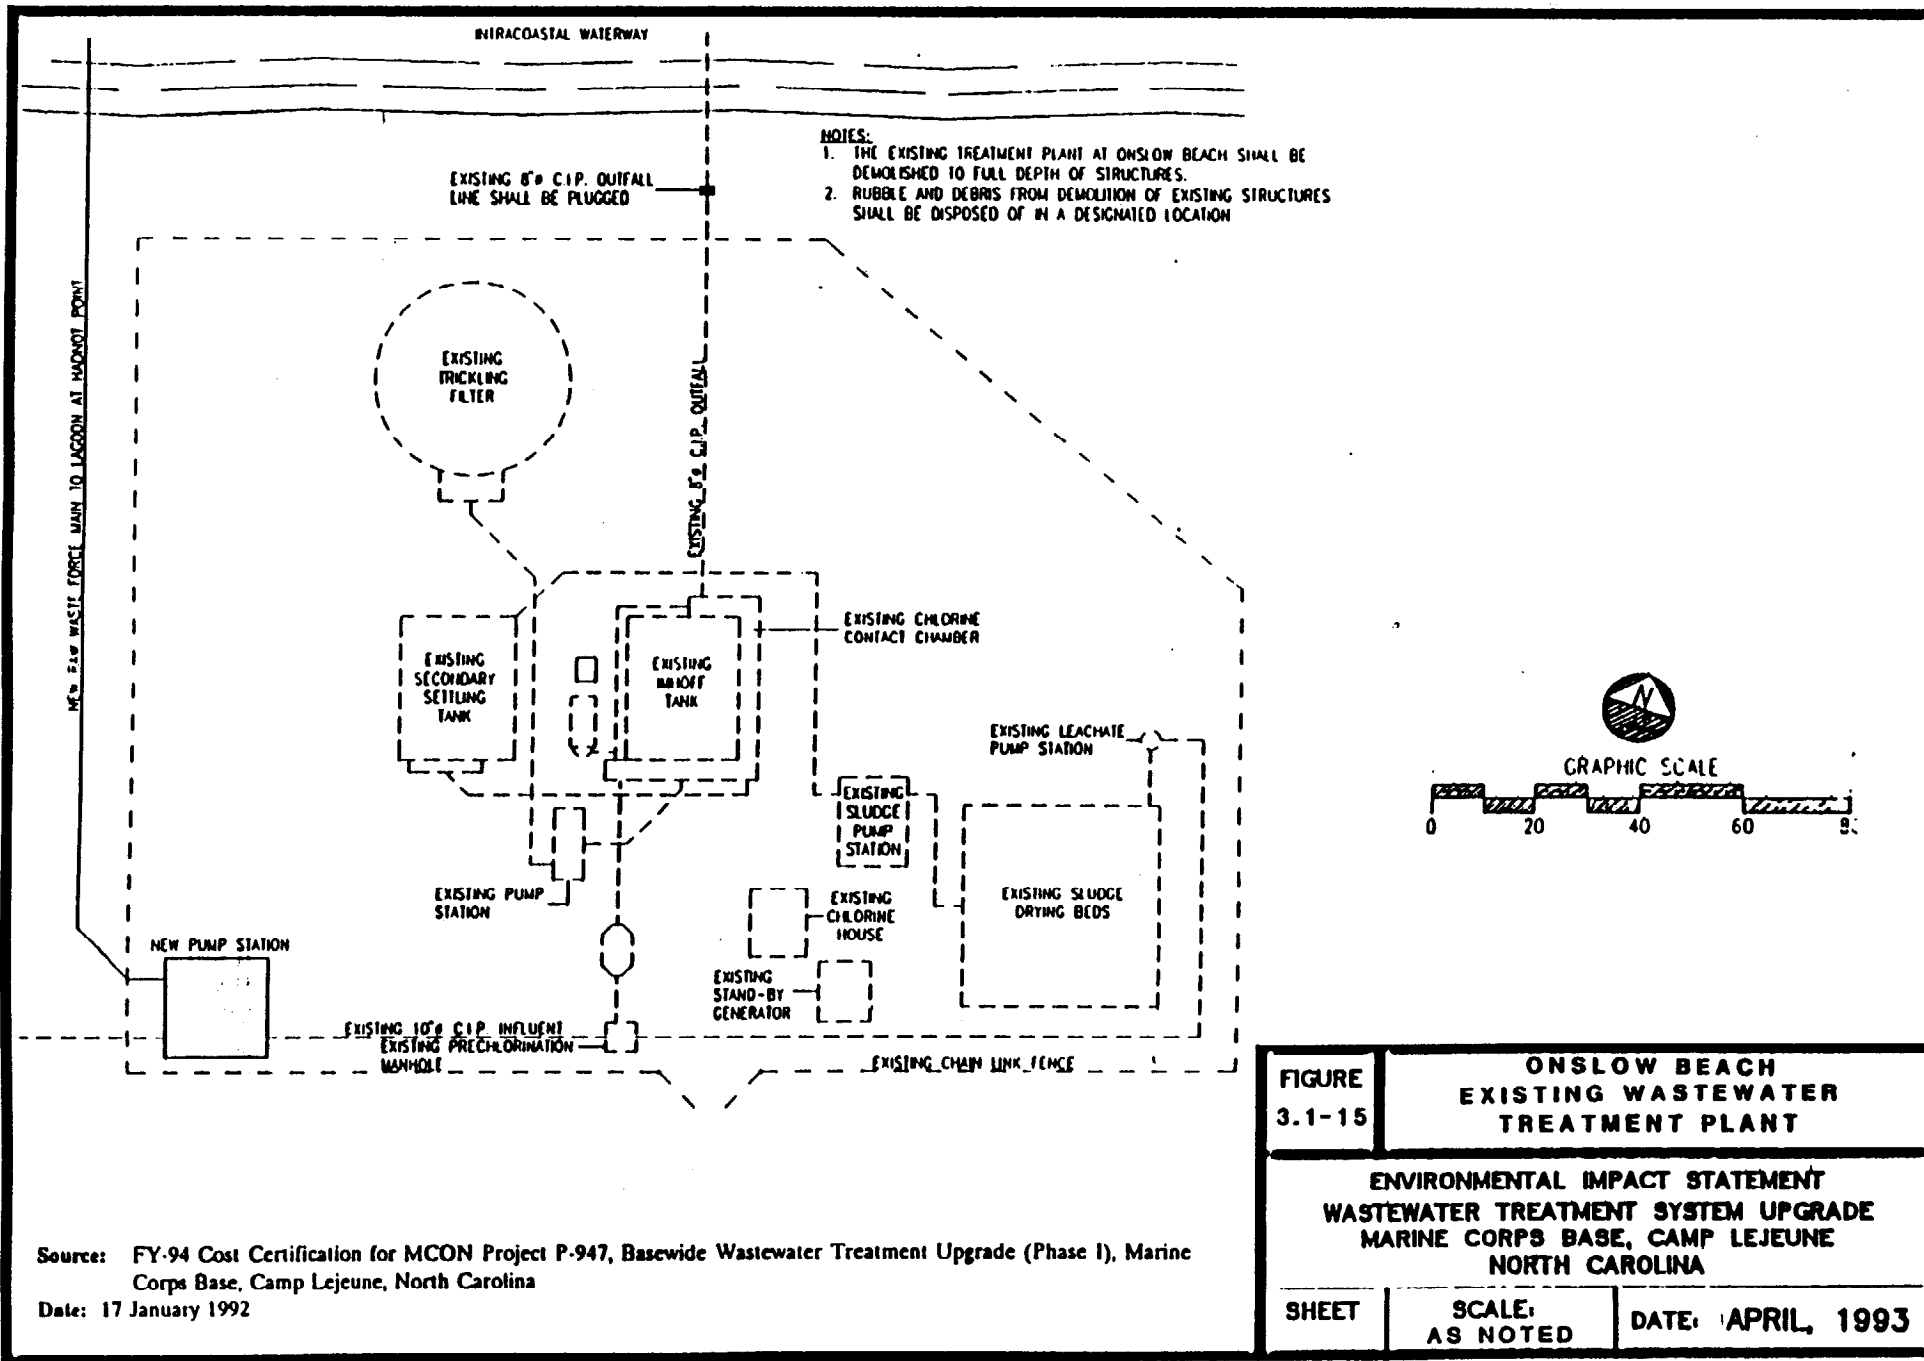 INTRACOASTAL WATERWAY
NOTES:
1. THE EXISTING TREATMENT PLANT AT ONSLOW BEACH SHALL BE
DEMOLISHED TO FULL DEPTH OF STRUCTURES.
2. RUBBLE AND DEBRIS FROM DEMOLITION OF EXISTING STRUCTURES
SHALL BE DISPOSED OF IN A DESIGNATED LOCATION
EXISTING 8"ø C.I.P. OUTFALL
LINE SHALL BE PLUGGED
NEW RAW WASTE FORCE MAIN TO LAGOON AT HADNOT POINT
EXISTING
TRICKLING
FILTER
EXISTING 8"ø C.I.P. OUTFALL
EXISTING CHLORINE
CONTACT CHAMBER
EXISTING
SECONDARY
SETTLING
TANK
EXISTING
IMHOFF
TANK
EXISTING LEACHATE
PUMP STATION
EXISTING
SLUDGE
PUMP
STATION
EXISTING PUMP
STATION
EXISTING
CHLORINE
HOUSE
EXISTING SLUDGE
DRYING BEDS
NEW PUMP STATION
EXISTING
STAND-BY
GENERATOR
EXISTING 10"ø C.I.P. INFLUENT
EXISTING PRECHLORINATION
MANHOLE
EXISTING CHAIN LINK FENCE
N
GRAPHIC SCALE
0 20 40 60
FIGURE
3.1-15
ONSLOW BEACH
EXISTING WASTEWATER
TREATMENT PLANT
ENVIRONMENTAL IMPACT STATEMENT
WASTEWATER TREATMENT SYSTEM UPGRADE
MARINE CORPS BASE, CAMP LEJEUNE
NORTH CAROLINA
SHEET
SCALE:
AS NOTED
DATE: APRIL, 1993
Source: FY-94 Cost Certification for MCON Project P-947, Basewide Wastewater Treatment Upgrade (Phase I), Marine
Corps Base, Camp Lejeune, North Carolina
Date: 17 January 1992